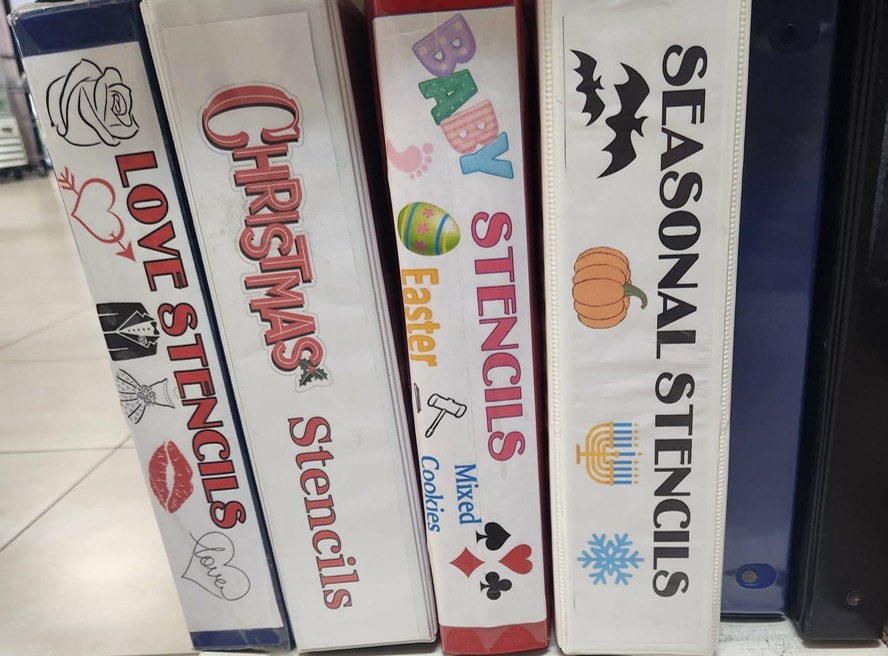 LOVE STENCILS
love
CHRISTMAS
Stencils
BABY
STENCILS
Easter
Mixed
Cookies
SEASONAL STENCILS